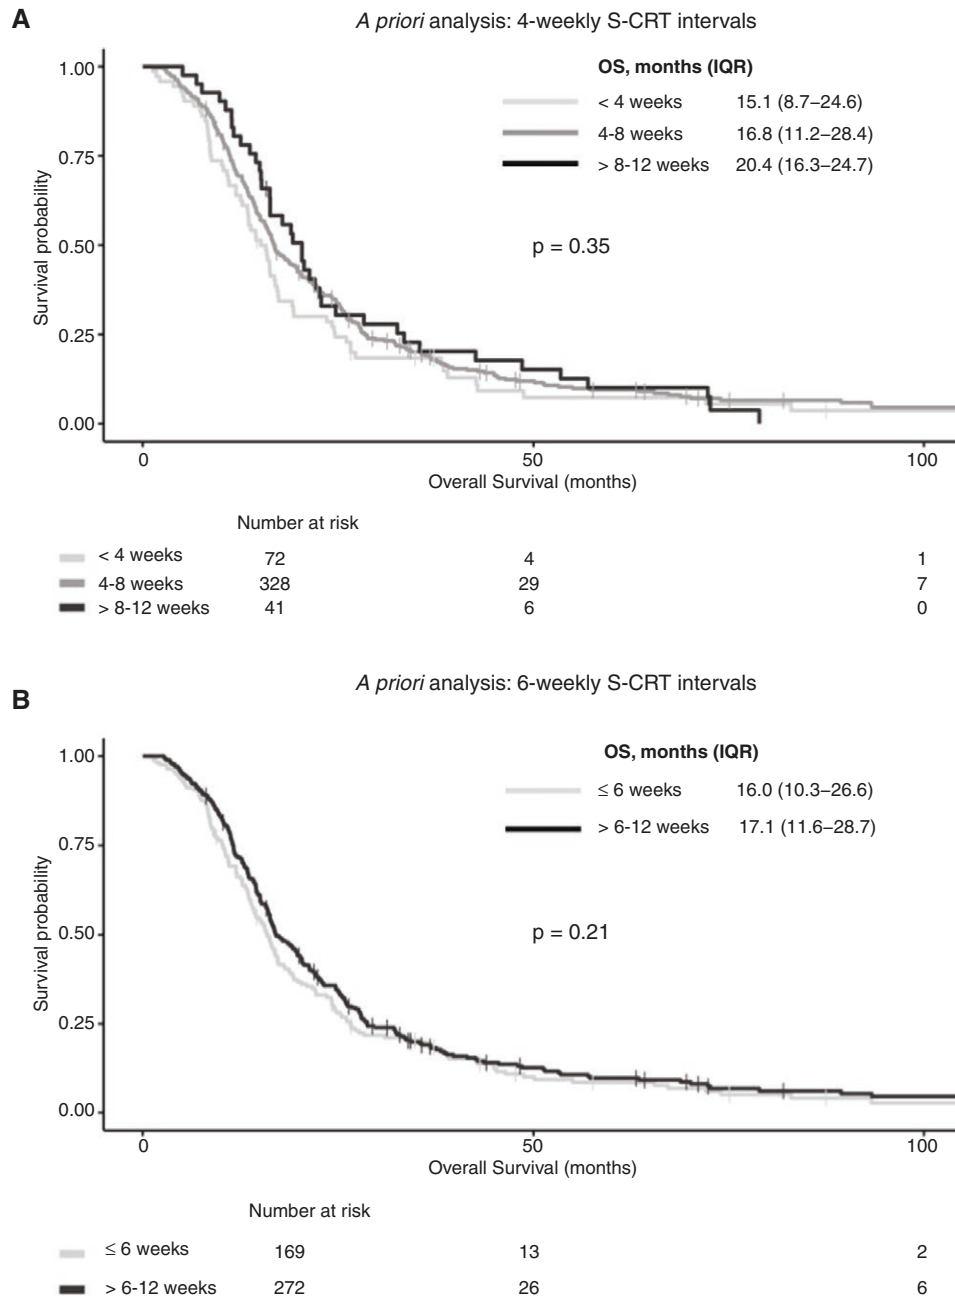 A
A priori analysis: 4-weekly S-CRT intervals
OS, months (IQR)
< 4 weeks 15.1 (8.7–24.6)
4-8 weeks 16.8 (11.2–28.4)
> 8-12 weeks 20.4 (16.3–24.7)
p = 0.35
Survival probability
1.00
0.75
0.50
0.25
0.00
0 50 100
Overall Survival (months)
Number at risk
< 4 weeks 72 4 1
4-8 weeks 328 29 7
> 8-12 weeks 41 6 0
B
A priori analysis: 6-weekly S-CRT intervals
OS, months (IQR)
≤ 6 weeks 16.0 (10.3–26.6)
> 6-12 weeks 17.1 (11.6–28.7)
p = 0.21
Survival probability
1.00
0.75
0.50
0.25
0.00
0 50 100
Overall Survival (months)
Number at risk
≤ 6 weeks 169 13 2
> 6-12 weeks 272 26 6